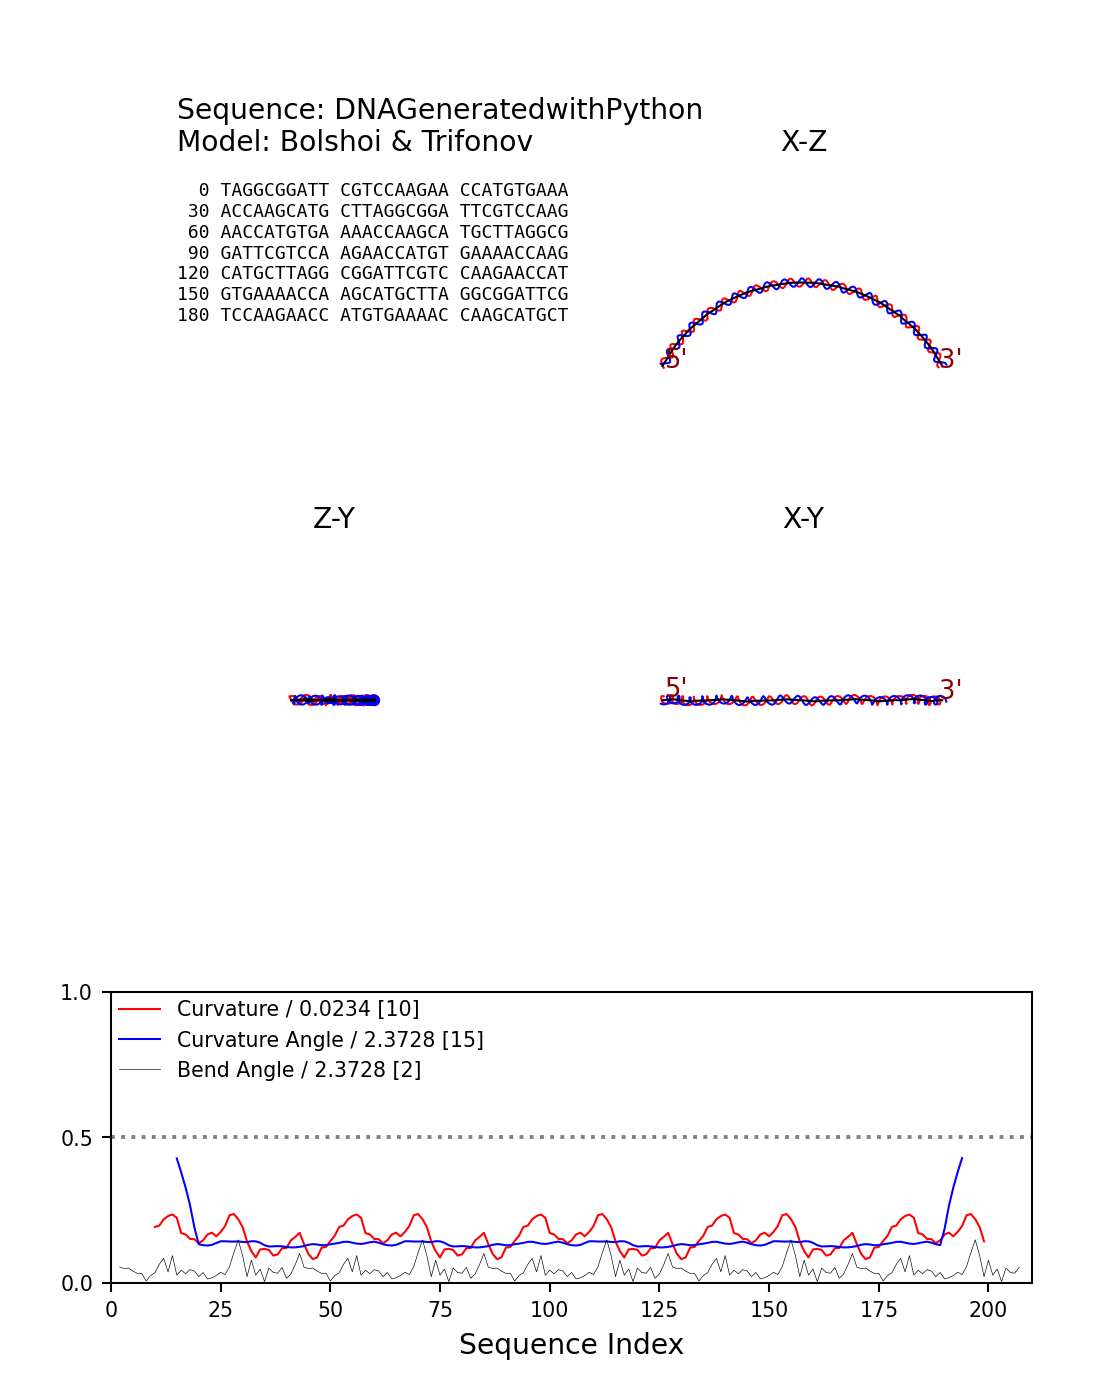 Sequence: DNAGeneratedwithPython
Model: Bolshoi & Trifonov
X-Z
0 TAGGCGGATT CGTCCAAGAA CCATGTGAAA
30 ACCAAGCATG CTTAGGCGGA TTCGTCCAAG
60 AACCATGTGA AAACCAAGCA TGCTTAGGCG
90 GATTCGTCCA AGAACCATGT GAAAACCAAG
120 CATGCTTAGG CGGATTCGTC CAAGAACCAT
150 GTGAAAACCA AGCATGCTTA GGCGGATTCG
180 TCCAAGAACC ATGTGAAAAC CAAGCATGCT
5' 3'
Z-Y
X-Y
5' 3'
1.0
Curvature / 0.0234 [10]
Curvature Angle / 2.3728 [15]
Bend Angle / 2.3728 [2]
0.5
0.0
0 25 50 75 100 125 150 175 200
Sequence Index